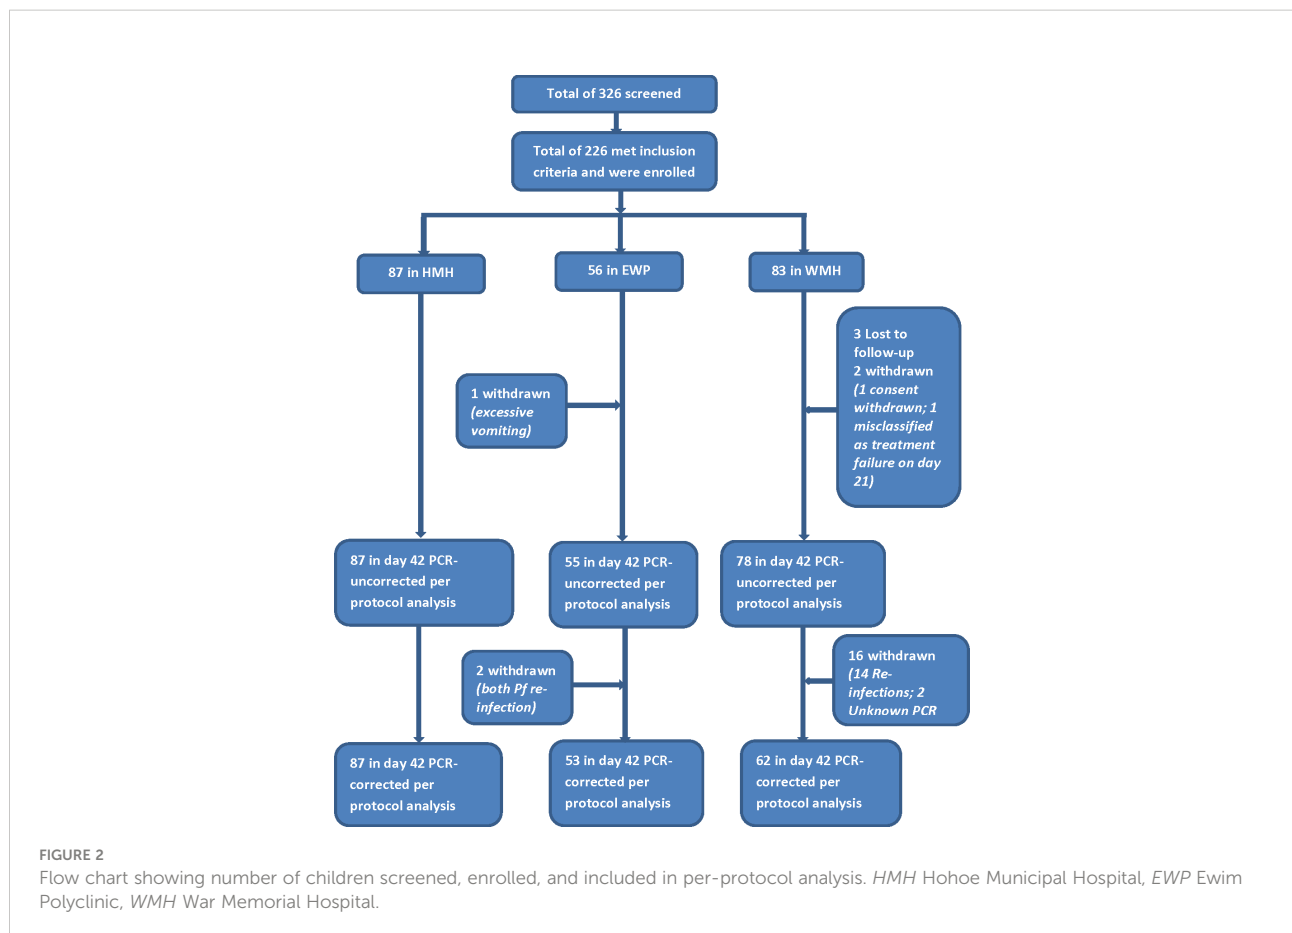 Total of 326 screened
Total of 226 met inclusion
criteria and were enrolled
87 in HMH
56 in EWP
83 in WMH
3 Lost to
follow-up
2 withdrawn
(1 consent
withdrawn; 1
misclassified
as treatment
failure on day
21)
1 withdrawn
(excessive
vomiting)
87 in day 42 PCR-
uncorrected per
protocol analysis
55 in day 42 PCR-
uncorrected per
protocol analysis
78 in day 42 PCR-
uncorrected per
protocol analysis
2 withdrawn
(both Pf re-
infection)
16 withdrawn
(14 Re-
infections; 2
Unknown PCR
87 in day 42 PCR-
corrected per
protocol analysis
53 in day 42 PCR-
corrected per
protocol analysis
62 in day 42 PCR-
corrected per
protocol analysis
FIGURE 2
Flow chart showing number of children screened, enrolled, and included in per-protocol analysis. HMH Hohoe Municipal Hospital, EWP Ewim
Polyclinic, WMH War Memorial Hospital.